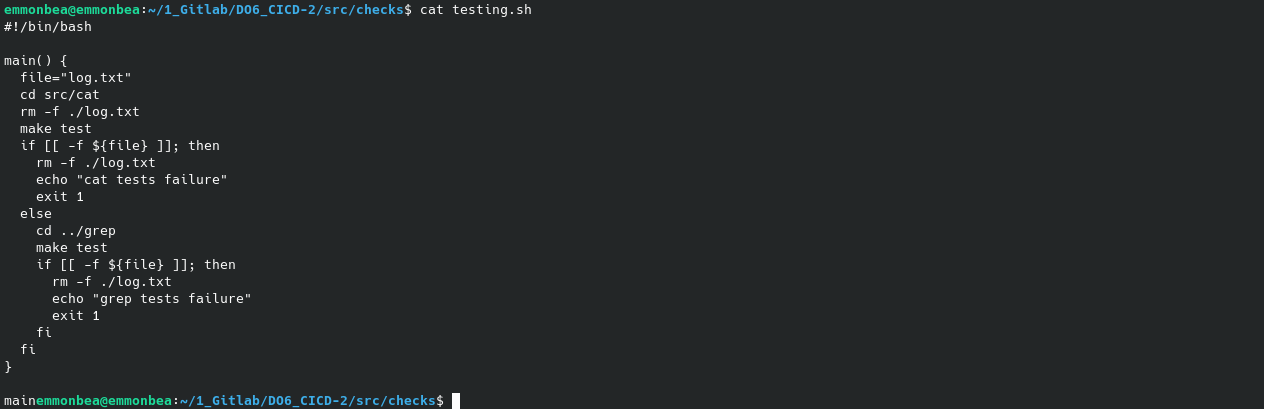 emmonbea@emmonbea:~/1_Gitlab/DO6_CICD-2/src/checks$ cat testing.sh
#!/bin/bash

main() {
  file="log.txt"
  cd src/cat
  rm -f ./log.txt
  make test
  if [[ -f ${file} ]]; then
    rm -f ./log.txt
    echo "cat tests failure"
    exit 1
  else
    cd ../grep
    make test
    if [[ -f ${file} ]]; then
      rm -f ./log.txt
      echo "grep tests failure"
      exit 1
    fi
  fi
}

mainemmonbea@emmonbea:~/1_Gitlab/DO6_CICD-2/src/checks$